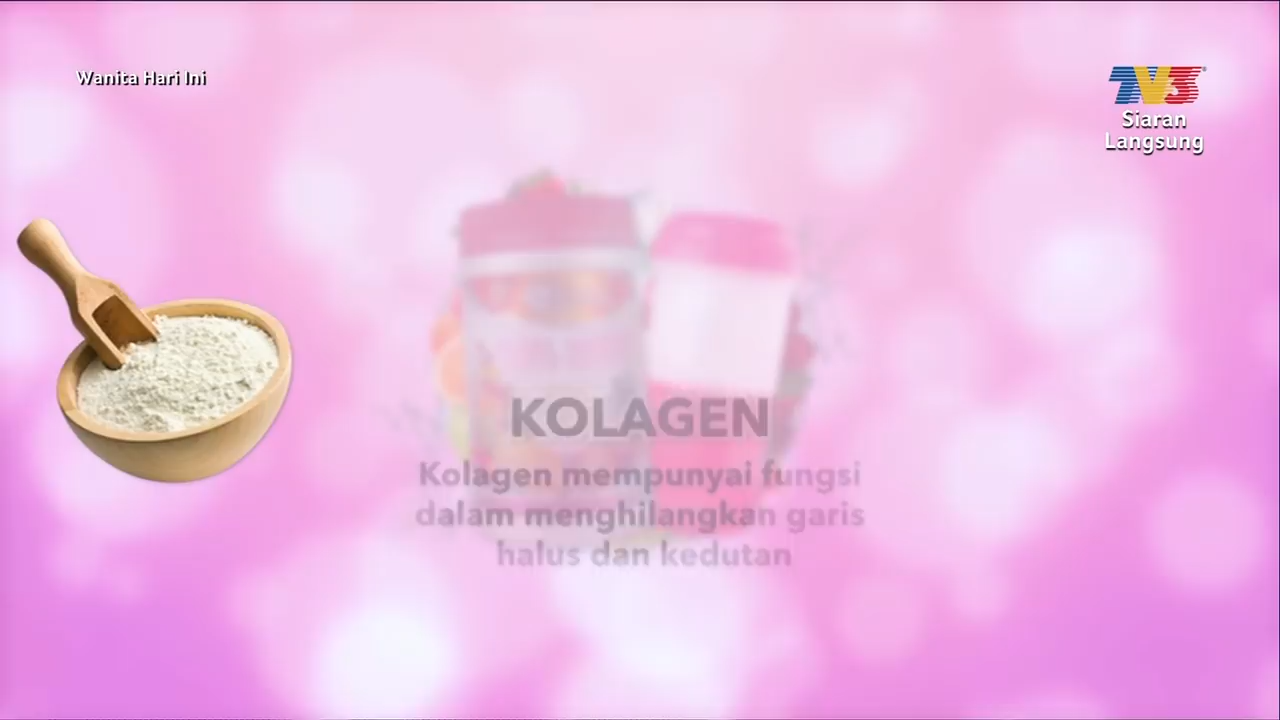 Wanita Hari Ini
TV3
Siaran
Langsung
KOLAGEN
Kolagen mempunyai fungsi
dalam menghilangkan garis
halus dan kedutan